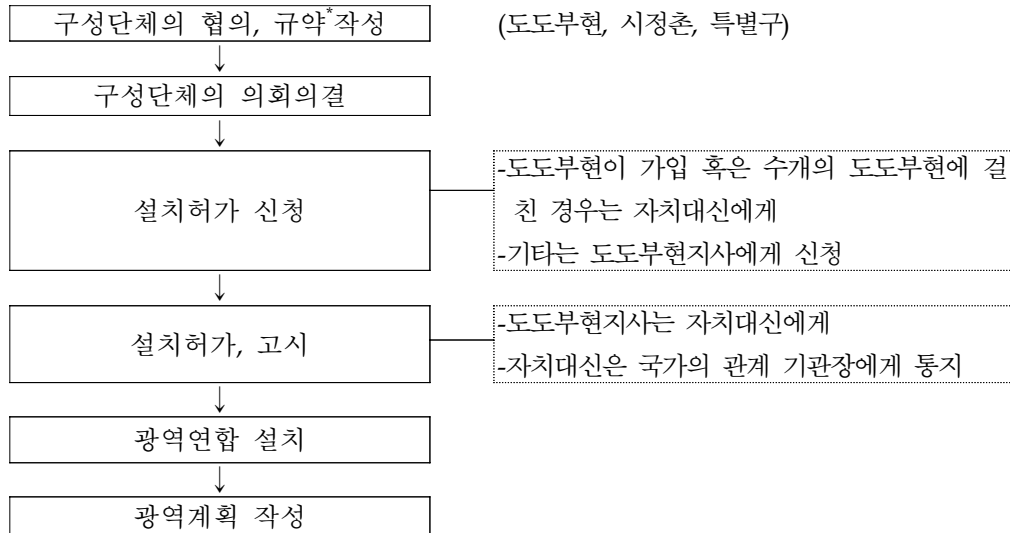 구성단체의 협의, 규약*작성
(도도부현, 시정촌, 특별구)
구성단체의 의회의결
설치허가 신청
-도도부현이 가입 혹은 수개의 도도부현에 걸
친 경우는 자치대신에게
-기타는 도도부현지사에게 신청
설치허가, 고시
-도도부현지사는 자치대신에게
-자치대신은 국가의 관계 기관장에게 통지
광역연합 설치
광역계획 작성